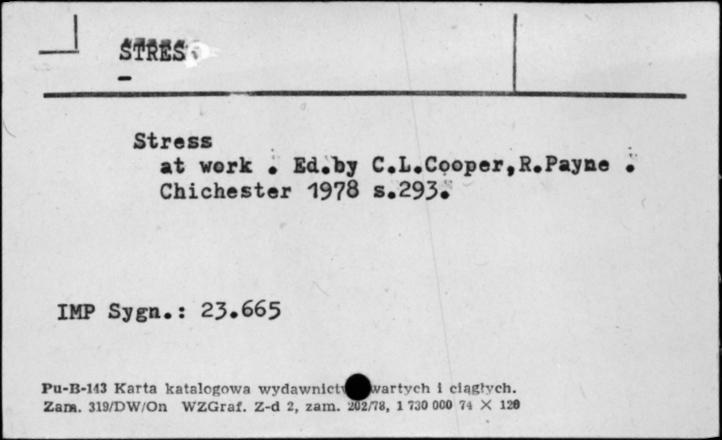 STRES
Stress
at work . Ed.by C.L.Cooper,R.Payne .
Chichester 1978 s.293.
IMP Sygn.: 23.665
Pu-B-143 Karta katalogowa wydawnictw zwartych i ciągłych.
Zam. 319/DW/On WZGraf. Z-d 2, zam. 202/78, 1 730 000 74 X 120